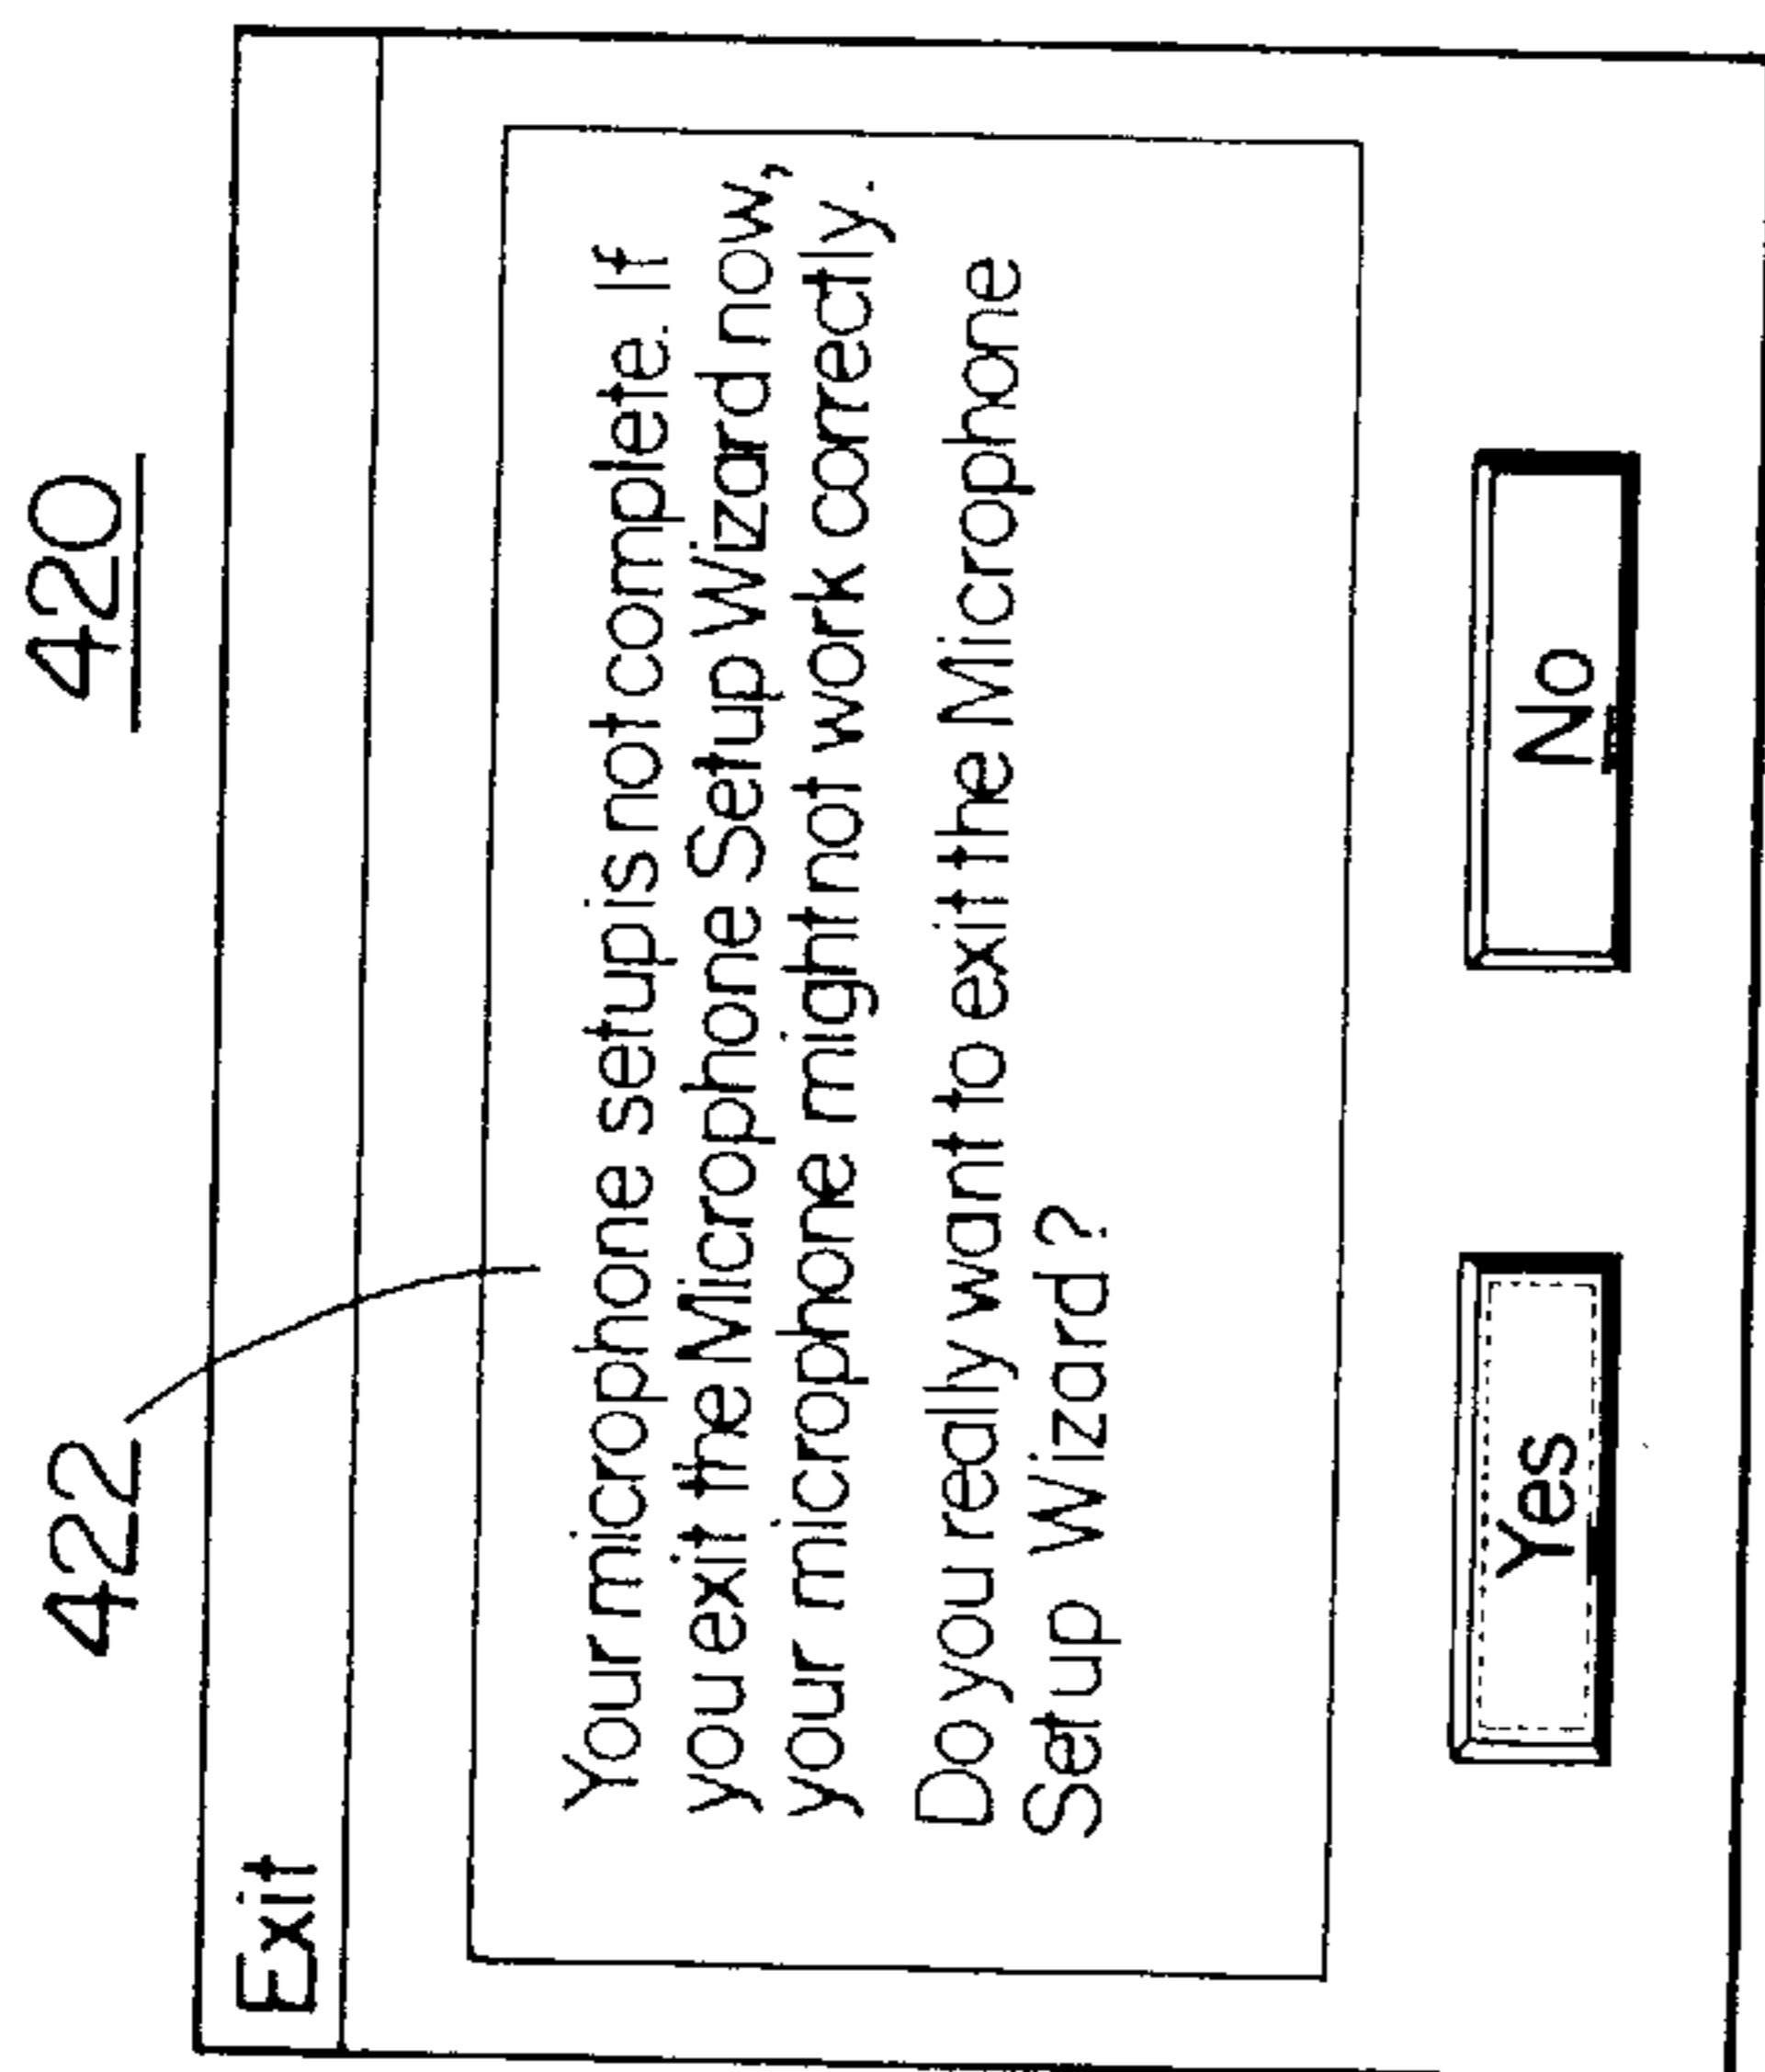 420
422
Exit
Your microphone setup is not complete. If
you exit the Microphone Setup Wizard now,
your microphone might not work correctly.
Do you really want to exit the Microphone
Setup Wizard?
Yes No